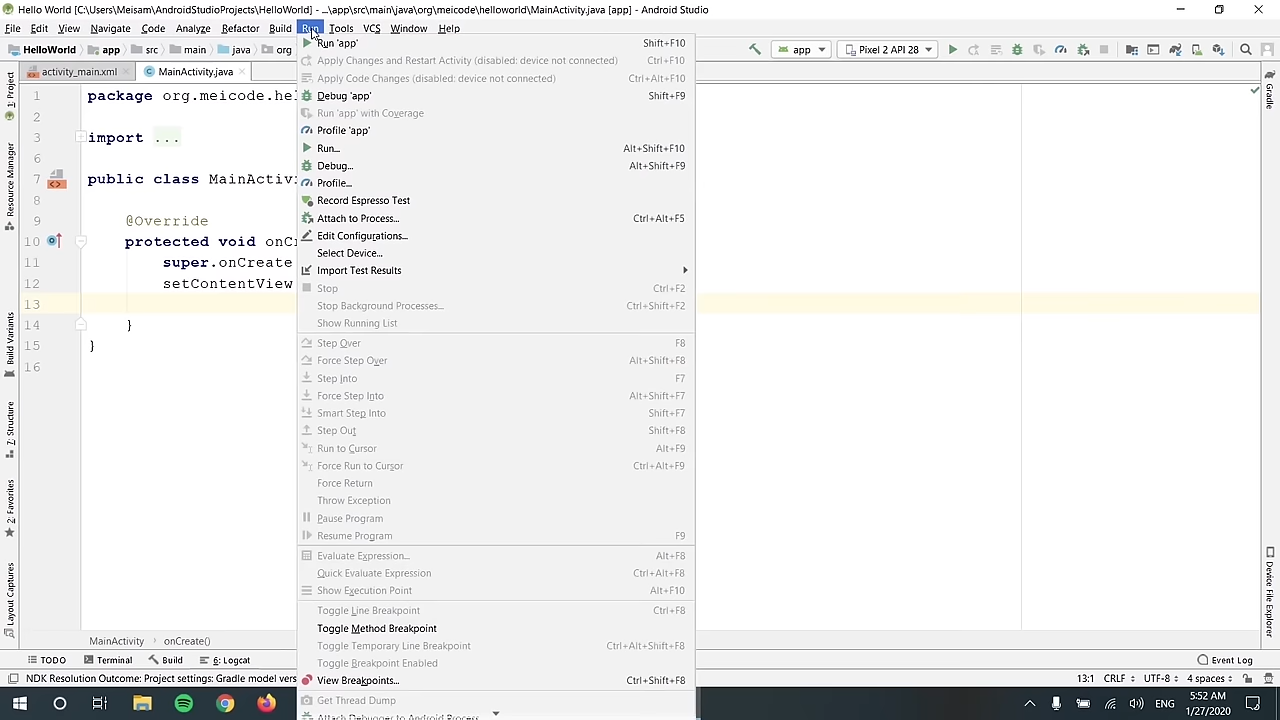 Hello World [C:\Users\Meisam\AndroidStudioProjects\HelloWorld] - ...\app\src\main\java\org\meicode\helloworld\MainActivity.java [app] - Android Studio
File Edit View Navigate Code Analyze Refactor Build Run Tools VCS Window Help
HelloWorld app src main java org app Pixel 2 API 28
activity_main.xml MainActivity.java
1 package org.meicode.he
2
3 import ...
6
7 public class MainActiv
8
9 @Override
10 protected void onC
11 super.onCreate
12 setContentView
13
14 }
15 }
16
Run 'app' Shift+F10
Apply Changes and Restart Activity (disabled: device not connected) Ctrl+F10
Apply Code Changes (disabled: device not connected) Ctrl+Alt+F10
Debug 'app' Shift+F9
Run 'app' with Coverage
Profile 'app'
Run... Alt+Shift+F10
Debug... Alt+Shift+F9
Profile...
Record Espresso Test
Attach to Process... Ctrl+Alt+F5
Edit Configurations...
Select Device...
Import Test Results
Stop Ctrl+F2
Stop Background Processes... Ctrl+Shift+F2
Show Running List
Step Over F8
Force Step Over Alt+Shift+F8
Step Into F7
Force Step Into Alt+Shift+F7
Smart Step Into Shift+F7
Step Out Shift+F8
Run to Cursor Alt+F9
Force Run to Cursor Ctrl+Alt+F9
Force Return
Throw Exception
Pause Program
Resume Program F9
Evaluate Expression... Alt+F8
Quick Evaluate Expression Ctrl+Alt+F8
Show Execution Point Alt+F10
Toggle Line Breakpoint Ctrl+F8
Toggle Method Breakpoint
Toggle Temporary Line Breakpoint Ctrl+Alt+Shift+F8
Toggle Breakpoint Enabled
View Breakpoints... Ctrl+Shift+F8
Get Thread Dump
Attach Debugger to Android Process
1: Project
Resource Manager
Build Variants
7: Structure
2: Favorites
Layout Captures
Gradle
Device File Explorer
MainActivity onCreate()
TODO Terminal Build 6: Logcat Event Log
NDK Resolution Outcome: Project settings: Gradle model vers 13:1 CRLF UTF-8 4 spaces
ENG 5:52 AM
1/27/2020